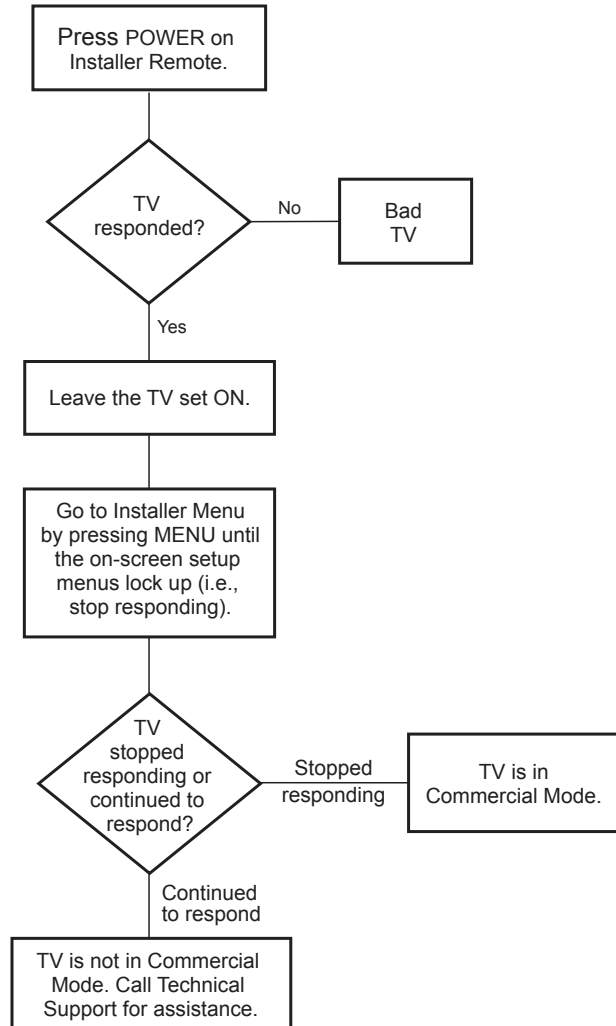 Press POWER on
Installer Remote.
TV
responded?
No
Bad
TV
Yes
Leave the TV set ON.
Go to Installer Menu
by pressing MENU until
the on-screen setup
menus lock up (i.e.,
stop responding).
TV
stopped
responding or
continued to
respond?
Stopped
responding
TV is in
Commercial Mode.
Continued
to respond
TV is not in Commercial
Mode. Call Technical
Support for assistance.